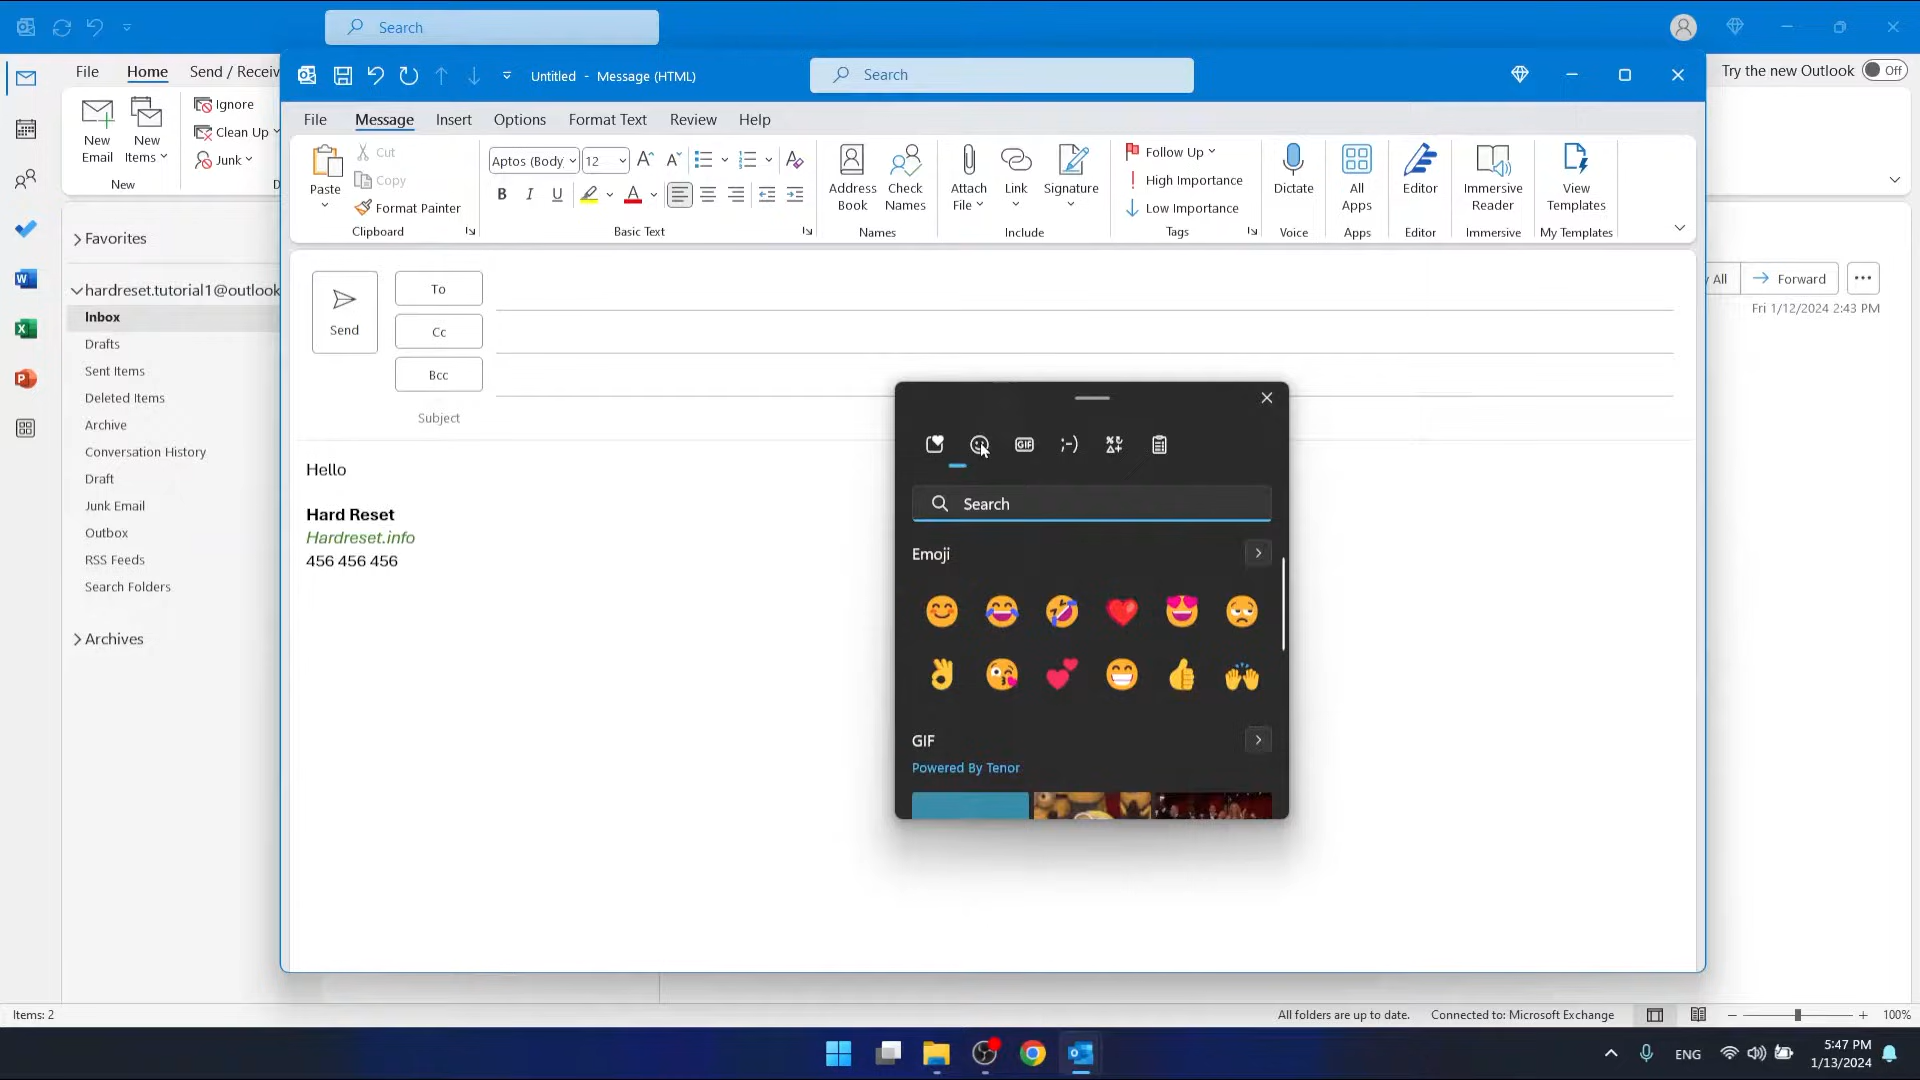 Search
File Home Send / Receiv
Try the new Outlook Off
New Email
New Items
Ignore
Clean Up
Junk
New
D
Favorites
hardreset.tutorial1@outlook
Inbox
Drafts
Sent Items
Deleted Items
Archive
Conversation History
Draft
Junk Email
Outbox
RSS Feeds
Search Folders
Archives
Untitled - Message (HTML)
Search
File Message Insert Options Format Text Review Help
Paste
Cut
Copy
Format Painter
Clipboard
Aptos (Body) 12
B I U A
Basic Text
Address Book
Check Names
Names
Attach File
Link
Signature
Include
Follow Up
High Importance
Low Importance
Tags
Dictate
Voice
All Apps
Apps
Editor
Editor
Immersive Reader
Immersive
View Templates
My Templates
All
Forward
Fri 1/12/2024 2:43 PM
Send
To
Cc
Bcc
Subject
Hello
Hard Reset
Hardreset.info
456 456 456
GIF ;-)
Search
Emoji
GIF
Powered By Tenor
Items: 2
All folders are up to date. Connected to: Microsoft Exchange 100%
ENG
5:47 PM
1/13/2024